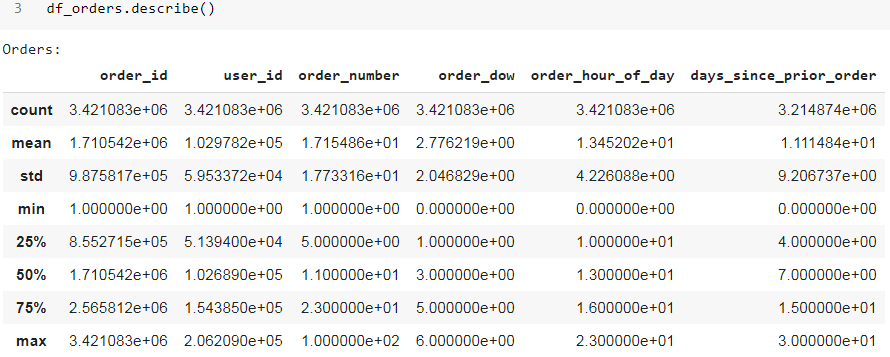 3 df_orders.describe()
Orders:
order_id user_id order_number order_dow order_hour_of_day days_since_prior_order
count 3.421083e+06 3.421083e+06 3.421083e+06 3.421083e+06 3.421083e+06 3.214874e+06
mean 1.710542e+06 1.029782e+05 1.715486e+01 2.776219e+00 1.345202e+01 1.111484e+01
std 9.875817e+05 5.953372e+04 1.773316e+01 2.046829e+00 4.226088e+00 9.206737e+00
min 1.000000e+00 1.000000e+00 1.000000e+00 0.000000e+00 0.000000e+00 0.000000e+00
25% 8.552715e+05 5.139400e+04 5.000000e+00 1.000000e+00 1.000000e+01 4.000000e+00
50% 1.710542e+06 1.026890e+05 1.100000e+01 3.000000e+00 1.300000e+01 7.000000e+00
75% 2.565812e+06 1.543850e+05 2.300000e+01 5.000000e+00 1.600000e+01 1.500000e+01
max 3.421083e+06 2.062090e+05 1.000000e+02 6.000000e+00 2.300000e+01 3.000000e+01